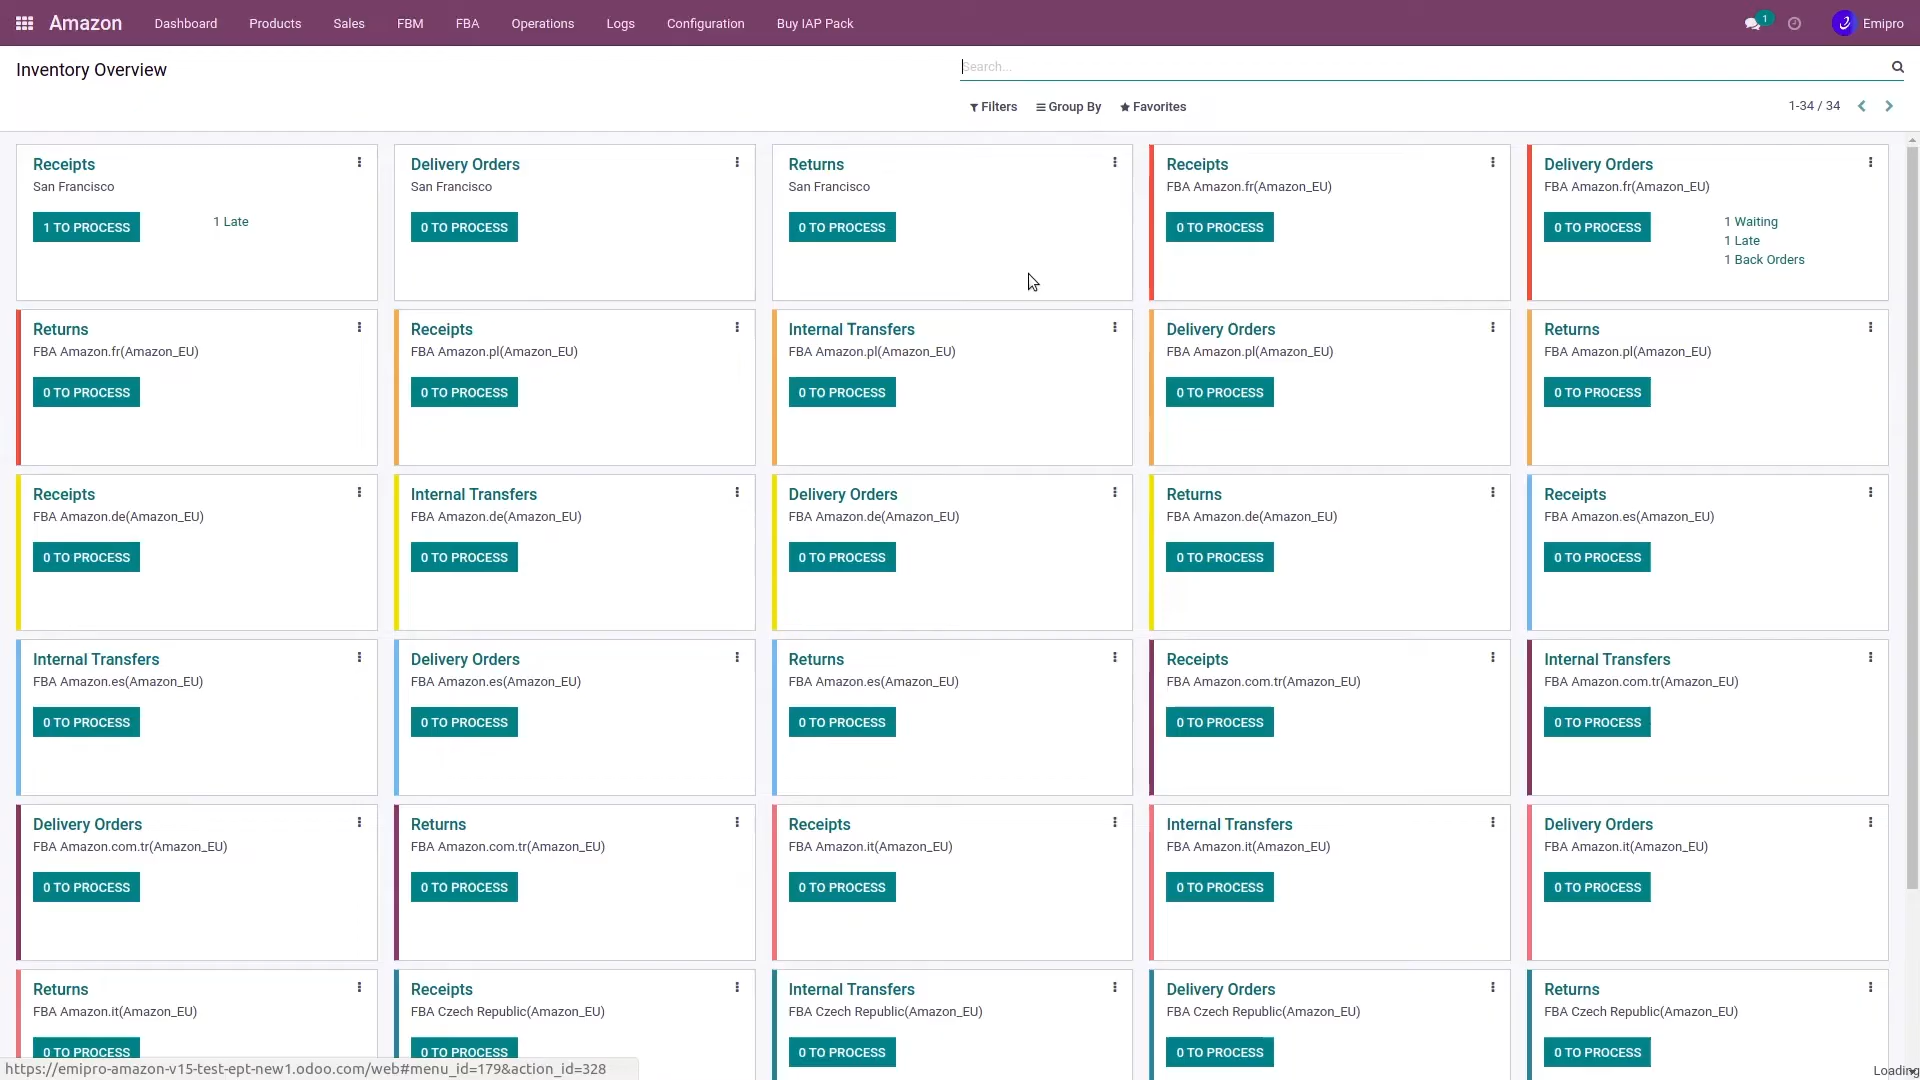 Amazon Dashboard Products Sales FBM FBA Operations Logs Configuration Buy IAP Pack 1 Emipro
Inventory Overview Search...
Filters Group By Favorites 1-34 / 34
Receipts
San Francisco
1 TO PROCESS 1 Late
Delivery Orders
San Francisco
0 TO PROCESS
Returns
San Francisco
0 TO PROCESS
Receipts
FBA Amazon.fr(Amazon_EU)
0 TO PROCESS
Delivery Orders
FBA Amazon.fr(Amazon_EU)
0 TO PROCESS
1 Waiting
1 Late
1 Back Orders
Returns
FBA Amazon.fr(Amazon_EU)
0 TO PROCESS
Receipts
FBA Amazon.pl(Amazon_EU)
0 TO PROCESS
Internal Transfers
FBA Amazon.pl(Amazon_EU)
0 TO PROCESS
Delivery Orders
FBA Amazon.pl(Amazon_EU)
0 TO PROCESS
Returns
FBA Amazon.pl(Amazon_EU)
0 TO PROCESS
Receipts
FBA Amazon.de(Amazon_EU)
0 TO PROCESS
Internal Transfers
FBA Amazon.de(Amazon_EU)
0 TO PROCESS
Delivery Orders
FBA Amazon.de(Amazon_EU)
0 TO PROCESS
Returns
FBA Amazon.de(Amazon_EU)
0 TO PROCESS
Receipts
FBA Amazon.es(Amazon_EU)
0 TO PROCESS
Internal Transfers
FBA Amazon.es(Amazon_EU)
0 TO PROCESS
Delivery Orders
FBA Amazon.es(Amazon_EU)
0 TO PROCESS
Returns
FBA Amazon.es(Amazon_EU)
0 TO PROCESS
Receipts
FBA Amazon.com.tr(Amazon_EU)
0 TO PROCESS
Internal Transfers
FBA Amazon.com.tr(Amazon_EU)
0 TO PROCESS
Delivery Orders
FBA Amazon.com.tr(Amazon_EU)
0 TO PROCESS
Returns
FBA Amazon.com.tr(Amazon_EU)
0 TO PROCESS
Receipts
FBA Amazon.it(Amazon_EU)
0 TO PROCESS
Internal Transfers
FBA Amazon.it(Amazon_EU)
0 TO PROCESS
Delivery Orders
FBA Amazon.it(Amazon_EU)
0 TO PROCESS
Returns
FBA Amazon.it(Amazon_EU)
0 TO PROCESS
Receipts
FBA Czech Republic(Amazon_EU)
0 TO PROCESS
Internal Transfers
FBA Czech Republic(Amazon_EU)
0 TO PROCESS
Delivery Orders
FBA Czech Republic(Amazon_EU)
0 TO PROCESS
Returns
FBA Czech Republic(Amazon_EU)
0 TO PROCESS
https://emipro-amazon-v15-test-ept-new1.odoo.com/web#menu_id=179&action_id=328
Loading